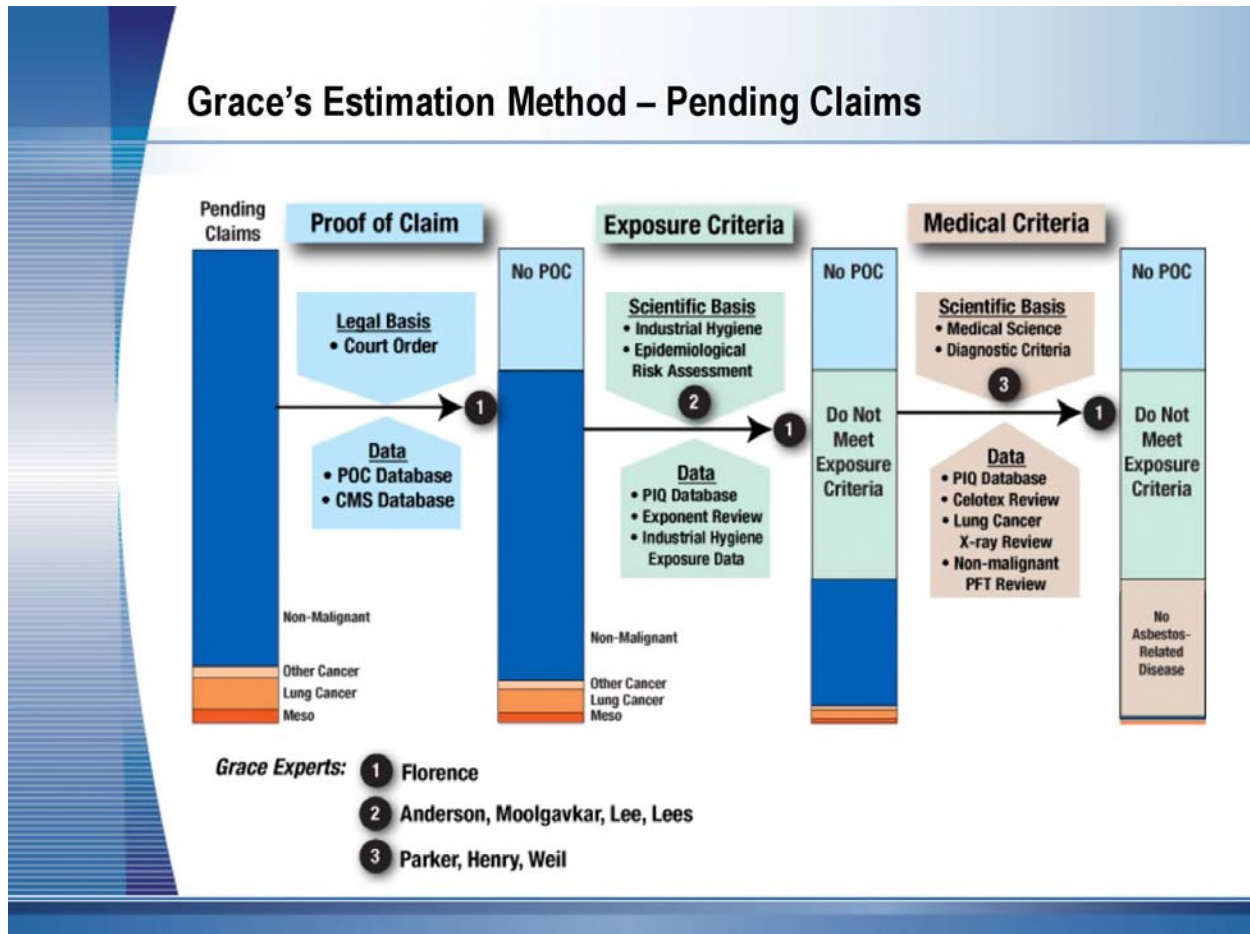 Grace's Estimation Method – Pending Claims
Pending
Claims
Non-Malignant
Other Cancer
Lung Cancer
Meso
Proof of Claim
Legal Basis
• Court Order
1
Data
• POC Database
• CMS Database
No POC
Non-Malignant
Other Cancer
Lung Cancer
Meso
Exposure Criteria
Scientific Basis
• Industrial Hygiene
• Epidemiological
Risk Assessment
2
1
Data
• PIQ Database
• Exponent Review
• Industrial Hygiene
Exposure Data
No POC
Do Not
Meet
Exposure
Criteria
Medical Criteria
Scientific Basis
• Medical Science
• Diagnostic Criteria
3
1
Data
• PIQ Database
• Celotex Review
• Lung Cancer
X-ray Review
• Non-malignant
PFT Review
No POC
Do Not
Meet
Exposure
Criteria
No
Asbestos-
Related
Disease
Grace Experts:
1 Florence
2 Anderson, Moolgavkar, Lee, Lees
3 Parker, Henry, Weil